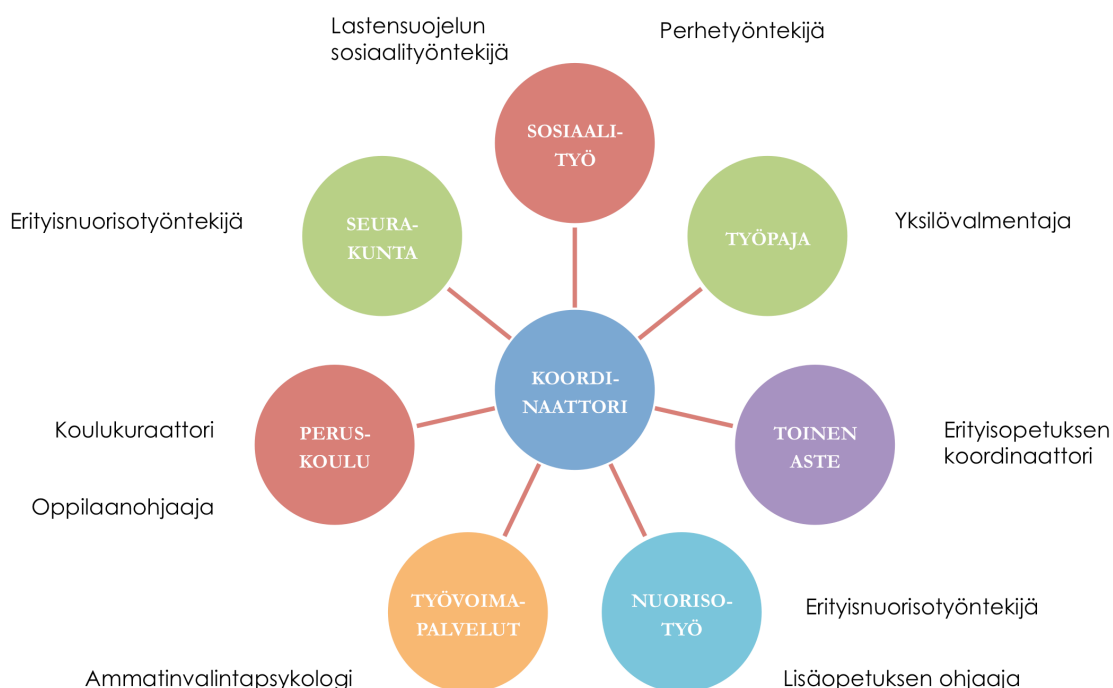 Lastensuojelun
sosiaalityöntekijä
Perhetyöntekijä
SOSIAALI-
TYÖ
Erityisnuorisotyöntekijä
SEURA-
KUNTA
TYÖPAJA
Yksilövalmentaja
KOORDI-
NAATTORI
Koulukuraattori
Oppilaanohjaaja
PERUS-
KOULU
TOINEN
ASTE
Erityisopetuksen
koordinaattori
TYÖVOIMA-
PALVELUT
Ammatinvalintapsykologi
NUORISO-
TYÖ
Erityisnuorisotyöntekijä
Lisäopetuksen ohjaaja